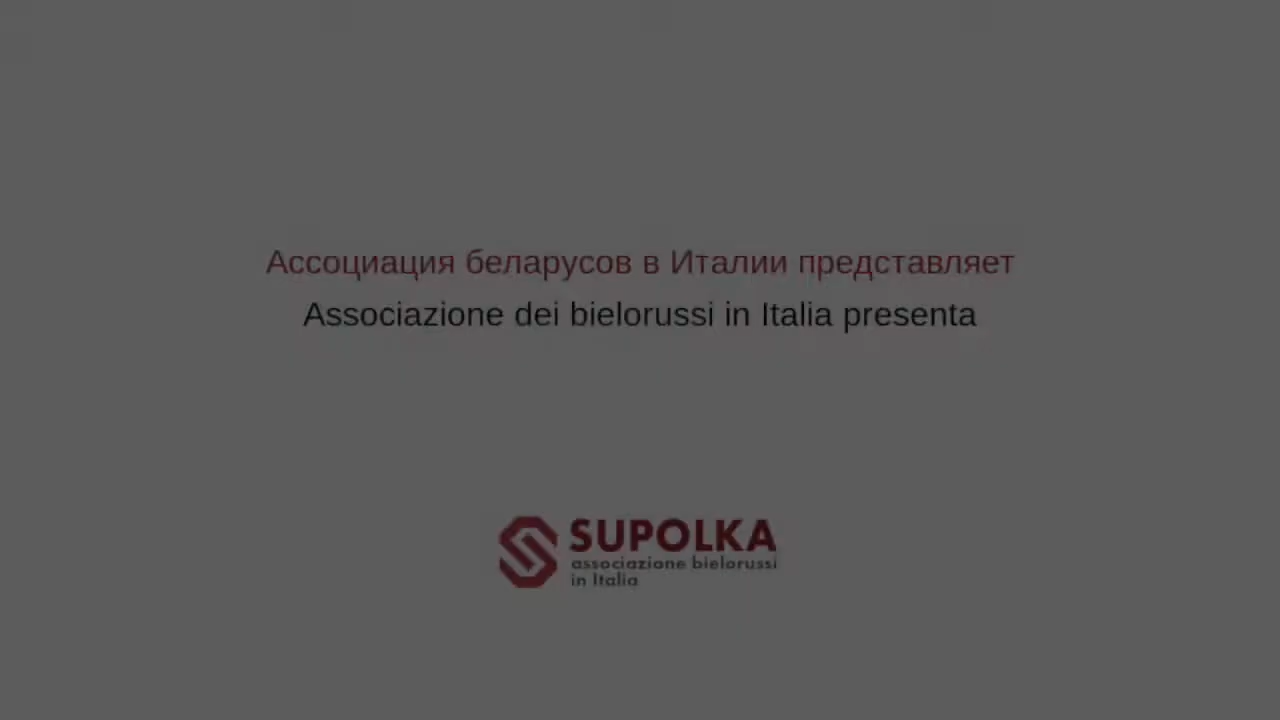 Ассоциация беларусов в Италии представляет
Associazione dei bielorussi in Italia presenta
SUPOLKA
associazione bielorussi
in Italia